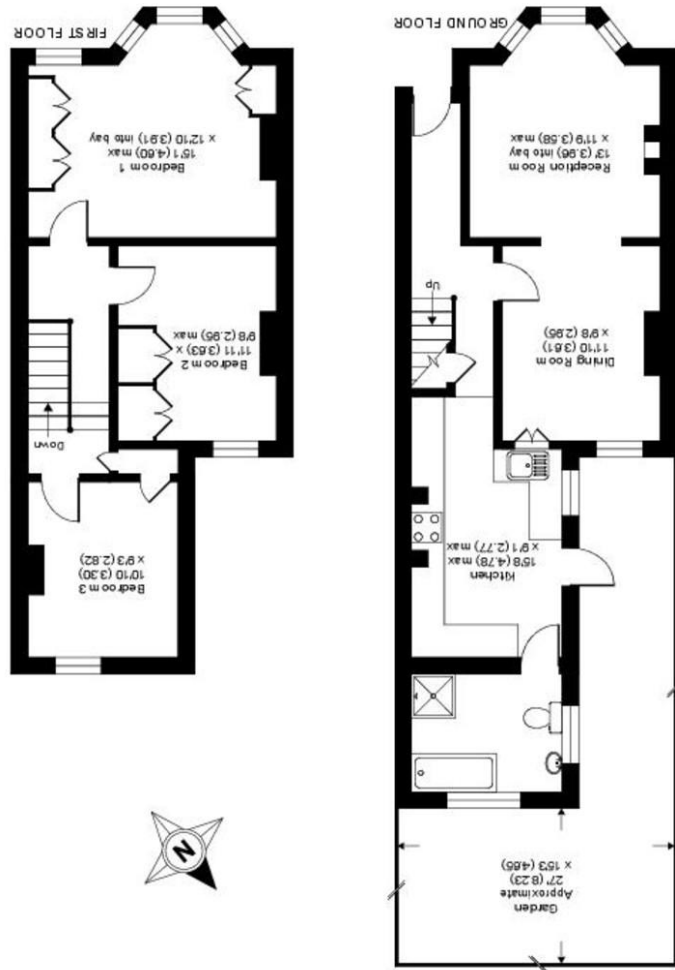 Garden
Approximate
27' (8.23)
x 15'3 (4.65)
Kitchen
15'8 (4.78) max
x 9'1 (2.77) max
Dining Room
11'10 (3.61)
x 9'8 (2.95)
Up
Reception Room
13' (3.96) into bay
x 11'9 (3.58) max
GROUND FLOOR
N
Bedroom 3
10'10 (3.30)
x 9'3 (2.82)
Down
Bedroom 2
11'11 (3.63) x
9'8 (2.95) max
Bedroom 1
15'1 (4.60) max
x 12'10 (3.91) into bay
FIRST FLOOR